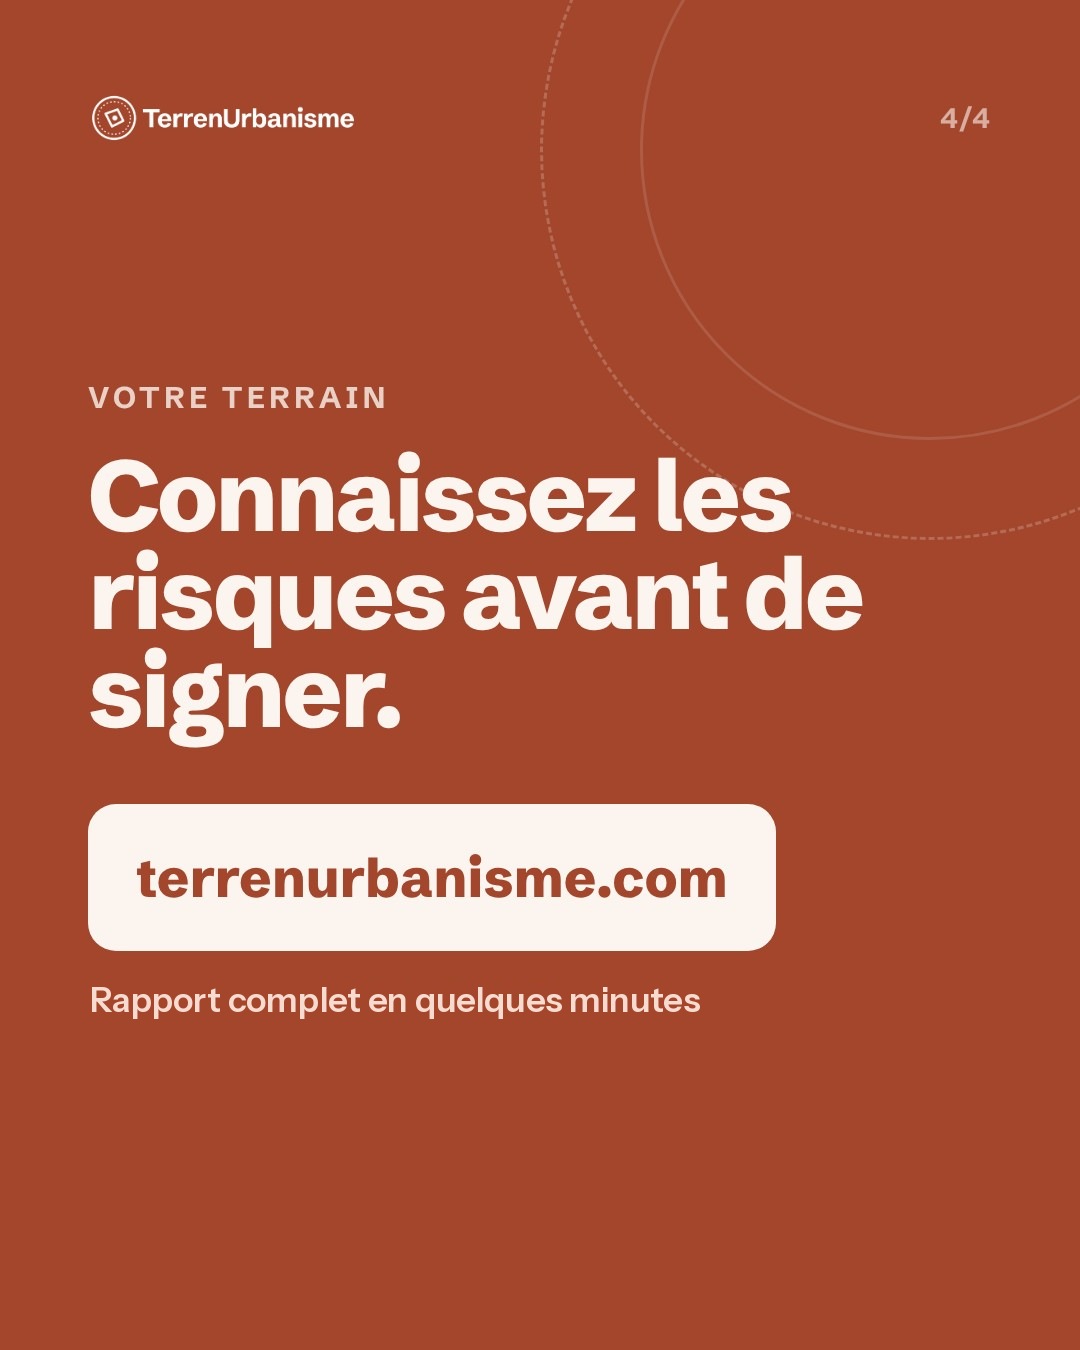 TerrenUrbanisme
4/4
VOTRE TERRAIN
Connaissez les
risques avant de
signer.
terrenurbanisme.com
Rapport complet en quelques minutes